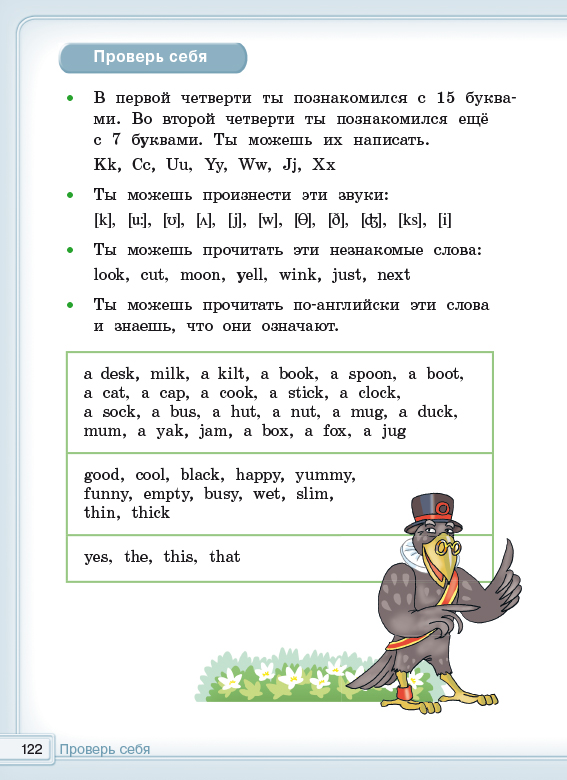 Проверь себя
• В первой четверти ты познакомился с 15 буква-
ми. Во второй четверти ты познакомился ещё
с 7 буквами. Ты можешь их написать.
Kk, Cc, Uu, Yy, Ww, Jj, Xx
• Ты можешь произнести эти звуки:
[k], [u:], [ʊ], [ʌ], [j], [w], [θ], [ð], [ʤ], [ks], [i]
• Ты можешь прочитать эти незнакомые слова:
look, cut, moon, yell, wink, just, next
• Ты можешь прочитать по-английски эти слова
и знаешь, что они означают.
a desk, milk, a kilt, a book, a spoon, a boot,
a cat, a cap, a cook, a stick, a clock,
a sock, a bus, a hut, a nut, a mug, a duck,
mum, a yak, jam, a box, a fox, a jug
good, cool, black, happy, yummy,
funny, empty, busy, wet, slim,
thin, thick
yes, the, this, that
122 Проверь себя